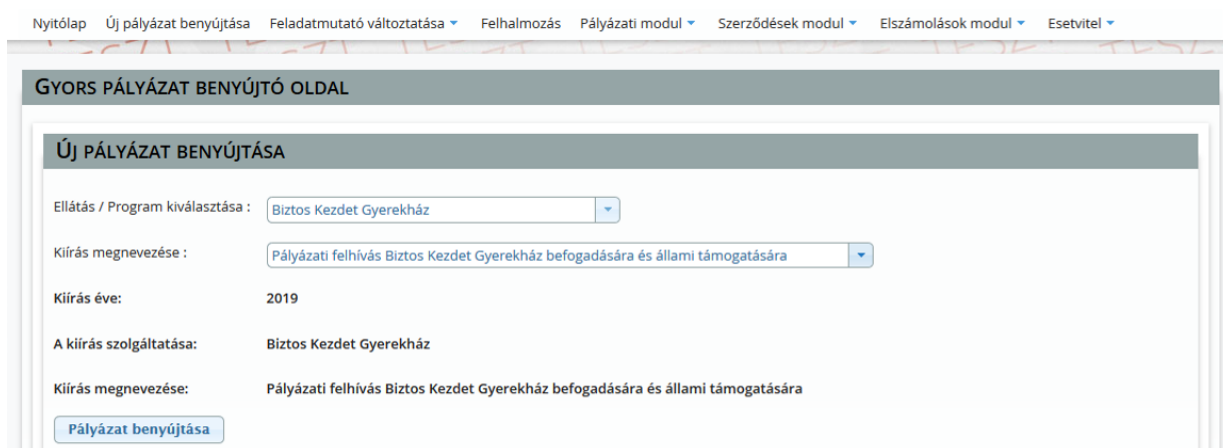 Nyitólap Új pályázat benyújtása Feladatmutató változtatása Felhalmozás Pályázati modul Szerződések modul Elszámolások modul Esetvitel
GYORS PÁLYÁZAT BENYÚJTÓ OLDAL
ÚJ PÁLYÁZAT BENYÚJTÁSA
Ellátás / Program kiválasztása : Biztos Kezdet Gyerekház
Kiírás megnevezése : Pályázati felhívás Biztos Kezdet Gyerekház befogadására és állami támogatására
Kiírás éve: 2019
A kiírás szolgáltatása: Biztos Kezdet Gyerekház
Kiírás megnevezése: Pályázati felhívás Biztos Kezdet Gyerekház befogadására és állami támogatására
Pályázat benyújtása